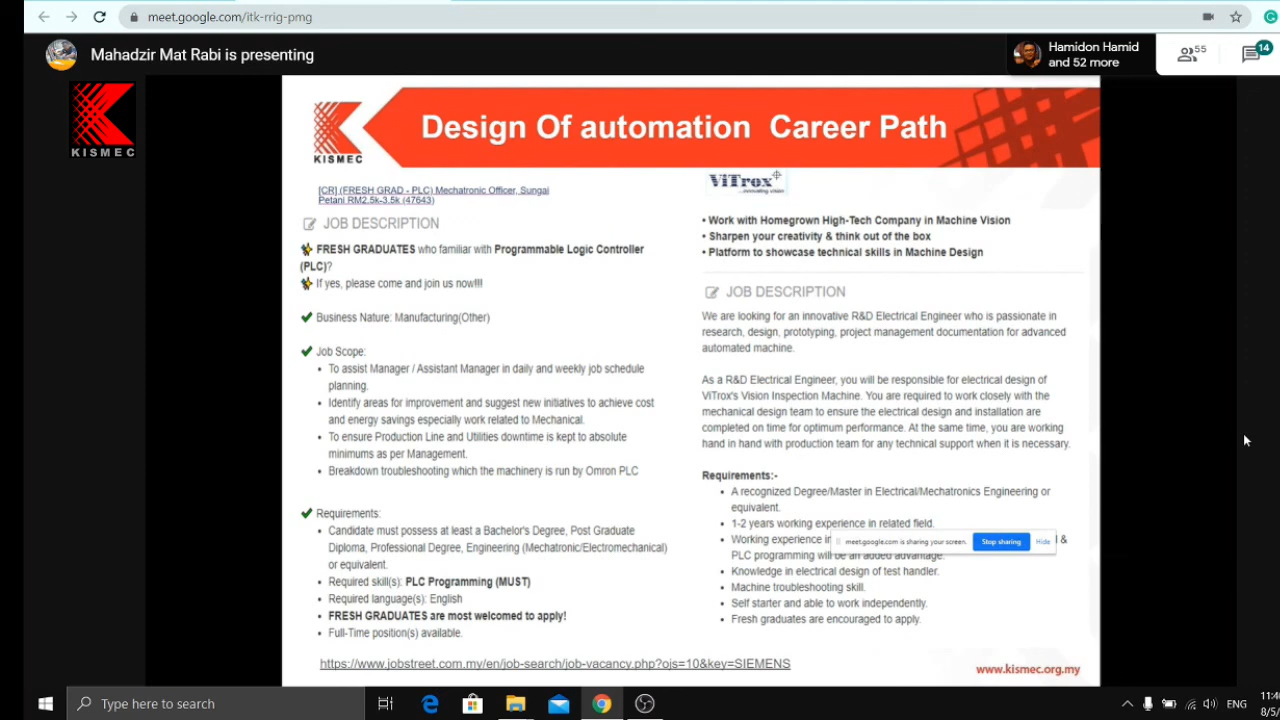 meet.google.com/itk-rrig-pmg
Mahadzir Mat Rabi is presenting
Hamidon Hamid
and 52 more
55
14
KISMEC
KISMEC
Design Of automation Career Path
[CR] (FRESH GRAD - PLC) Mechatronic Officer, Sungai
Petani RM2.5k-3.5k (47643)
JOB DESCRIPTION
FRESH GRADUATES who familiar with Programmable Logic Controller
(PLC)?
If yes, please come and join us now!!!!
Business Nature: Manufacturing(Other)
Job Scope:
• To assist Manager / Assistant Manager in daily and weekly job schedule
planning.
• Identify areas for improvement and suggest new initiatives to achieve cost
and energy savings especially work related to Mechanical.
• To ensure Production Line and Utilities downtime is kept to absolute
minimums as per Management.
• Breakdown troubleshooting which the machinery is run by Omron PLC
Requirements:
• Candidate must possess at least a Bachelor's Degree, Post Graduate
Diploma, Professional Degree, Engineering (Mechatronic/Electromechanical)
or equivalent.
• Required skill(s): PLC Programming (MUST)
• Required language(s): English
• FRESH GRADUATES are most welcomed to apply!
• Full-Time position(s) available.
ViTrox
...innovating vision
• Work with Homegrown High-Tech Company in Machine Vision
• Sharpen your creativity & think out of the box
• Platform to showcase technical skills in Machine Design
JOB DESCRIPTION
We are looking for an innovative R&D Electrical Engineer who is passionate in
research, design, prototyping, project management documentation for advanced
automated machine.
As a R&D Electrical Engineer, you will be responsible for electrical design of
ViTrox's Vision Inspection Machine. You are required to work closely with the
mechanical design team to ensure the electrical design and installation are
completed on time for optimum performance. At the same time, you are working
hand in hand with production team for any technical support when it is necessary.
Requirements:-
• A recognized Degree/Master in Electrical/Mechatronics Engineering or
equivalent.
• 1-2 years working experience in related field.
• Working experience in &
PLC programming will be an added advantage.
meet.google.com is sharing your screen.
Stop sharing
Hide
• Knowledge in electrical design of test handler.
• Machine troubleshooting skill.
• Self starter and able to work independently.
• Fresh graduates are encouraged to apply.
https://www.jobstreet.com.my/en/job-search/job-vacancy.php?ojs=10&key=SIEMENS
www.kismec.org.my
Type here to search
ENG